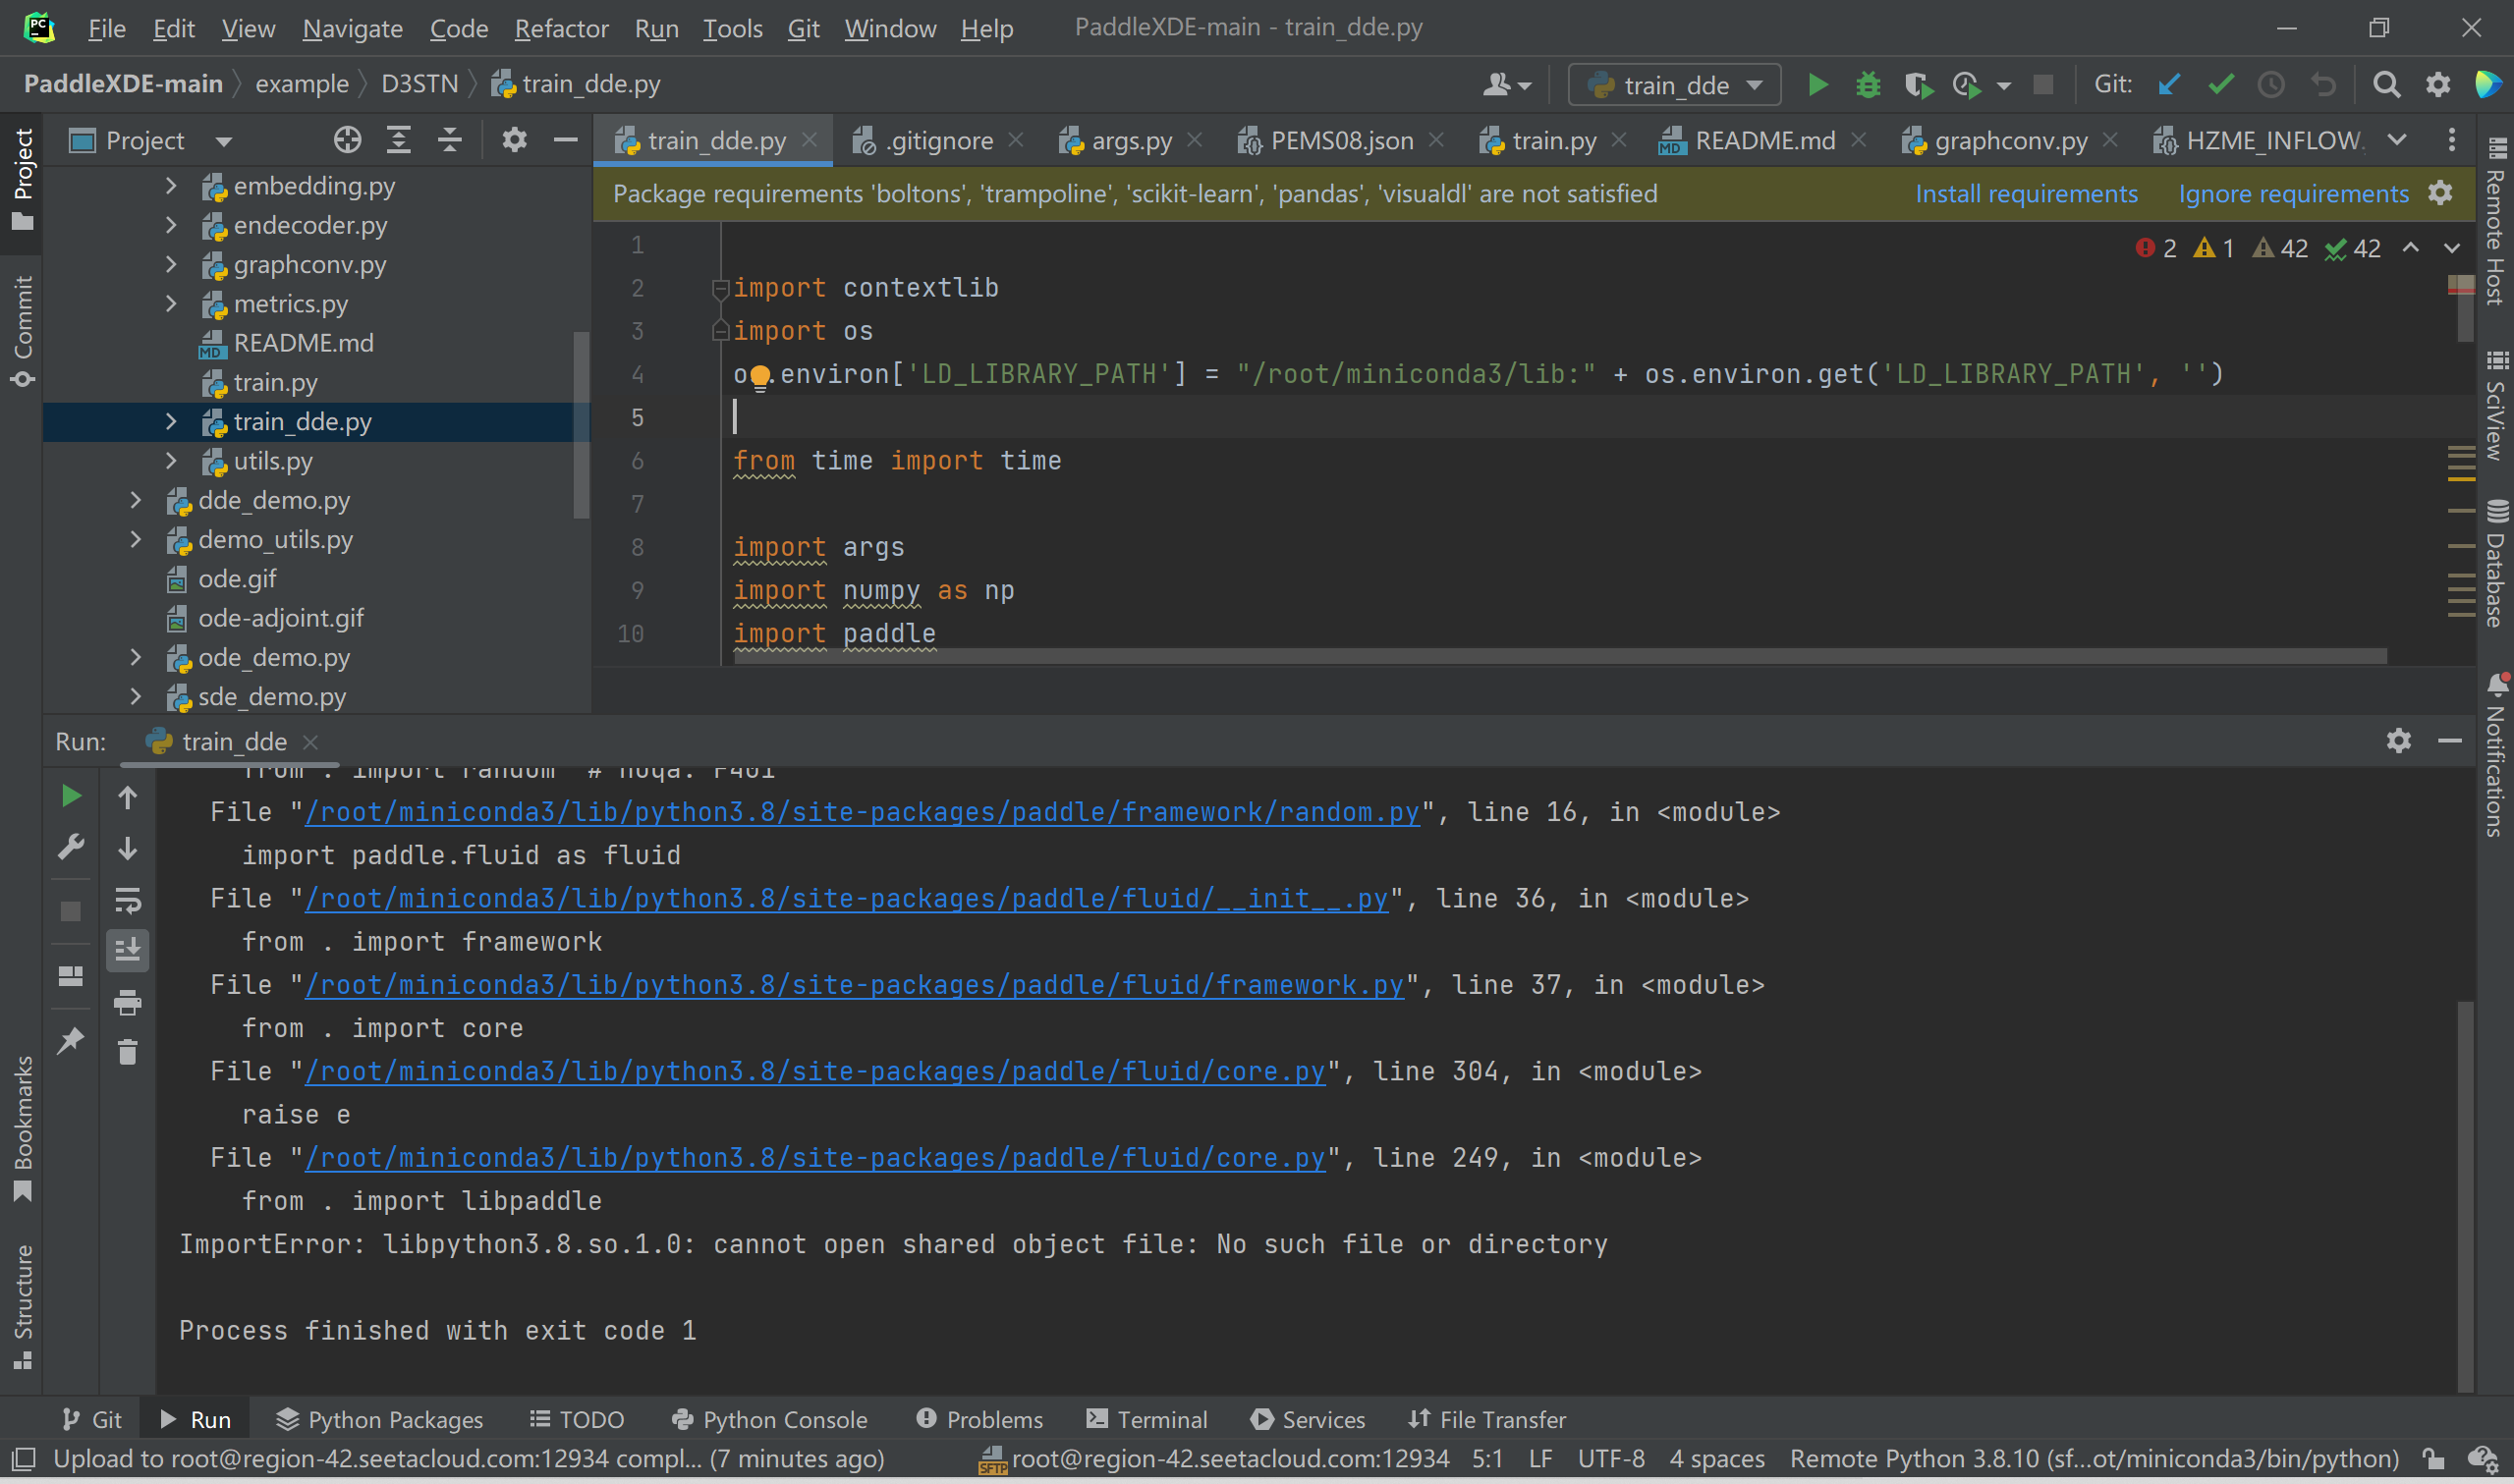 File Edit View Navigate Code Refactor Run Tools Git Window Help PaddleXDE-main - train_dde.py
PaddleXDE-main example D3STN train_dde.py train_dde Git:
Project
train_dde.py .gitignore args.py PEMS08.json train.py README.md graphconv.py HZME_INFLOW.
Package requirements 'boltons', 'trampoline', 'scikit-learn', 'pandas', 'visualdl' are not satisfied Install requirements Ignore requirements
embedding.py
endecoder.py
graphconv.py
metrics.py
README.md
train.py
train_dde.py
utils.py
dde_demo.py
demo_utils.py
ode.gif
ode-adjoint.gif
ode_demo.py
sde_demo.py
2 1 42 42
1
2 import contextlib
3 import os
4 o .environ['LD_LIBRARY_PATH'] = "/root/miniconda3/lib:" + os.environ.get('LD_LIBRARY_PATH', '')
5
6 from time import time
7
8 import args
9 import numpy as np
10 import paddle
Project
Commit
Bookmarks
Structure
Remote Host
SciView
Database
Notifications
Run: train_dde
from . import random # noqa: F401
File "/root/miniconda3/lib/python3.8/site-packages/paddle/framework/random.py", line 16, in <module>
import paddle.fluid as fluid
File "/root/miniconda3/lib/python3.8/site-packages/paddle/fluid/__init__.py", line 36, in <module>
from . import framework
File "/root/miniconda3/lib/python3.8/site-packages/paddle/fluid/framework.py", line 37, in <module>
from . import core
File "/root/miniconda3/lib/python3.8/site-packages/paddle/fluid/core.py", line 304, in <module>
raise e
File "/root/miniconda3/lib/python3.8/site-packages/paddle/fluid/core.py", line 249, in <module>
from . import libpaddle
ImportError: libpython3.8.so.1.0: cannot open shared object file: No such file or directory
Process finished with exit code 1
Git Run Python Packages TODO Python Console Problems Terminal Services File Transfer
Upload to root@region-42.seetacloud.com:12934 compl... (7 minutes ago) root@region-42.seetacloud.com:12934 5:1 LF UTF-8 4 spaces Remote Python 3.8.10 (sf...ot/miniconda3/bin/python)